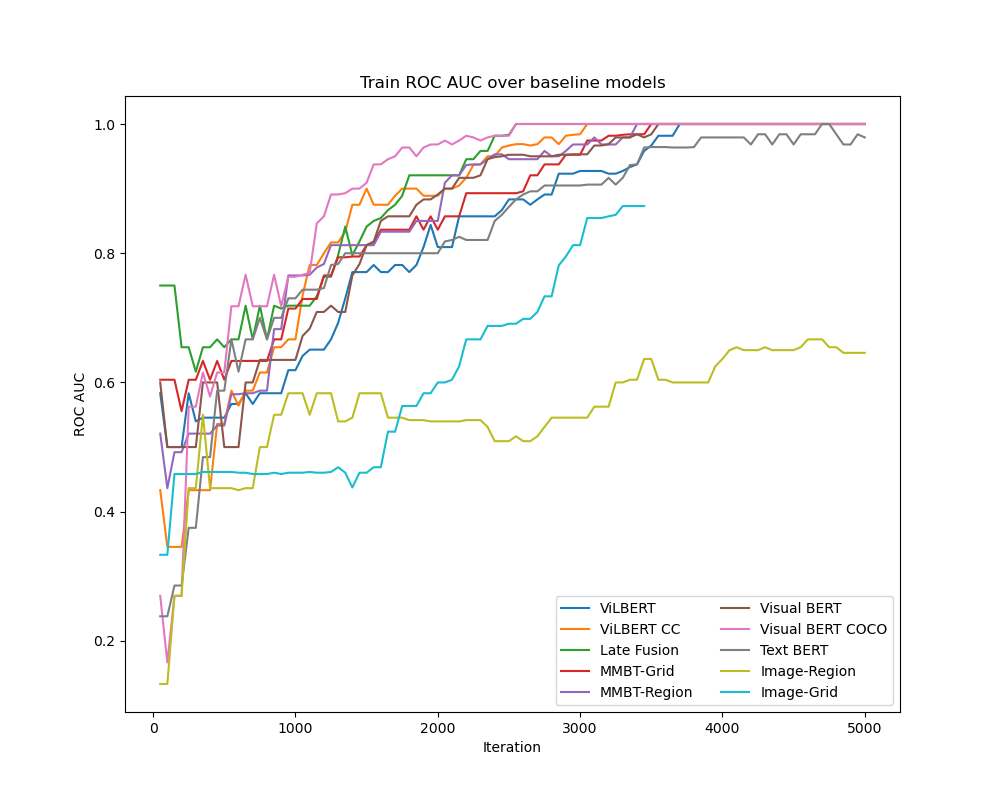 Train ROC AUC over baseline models
ROC AUC
1.0
0.8
0.6
0.4
0.2
0
1000
2000
3000
4000
5000
Iteration
ViLBERT
ViLBERT CC
Late Fusion
MMBT-Grid
MMBT-Region
Visual BERT
Visual BERT COCO
Text BERT
Image-Region
Image-Grid